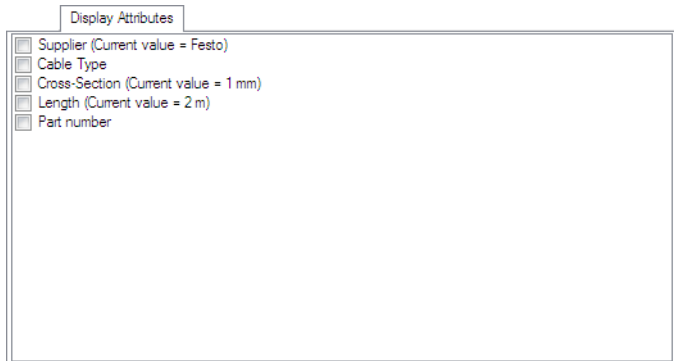 Display Attributes
Supplier (Current value = Festo)
Cable Type
Cross-Section (Current value = 1 mm)
Length (Current value = 2 m)
Part number